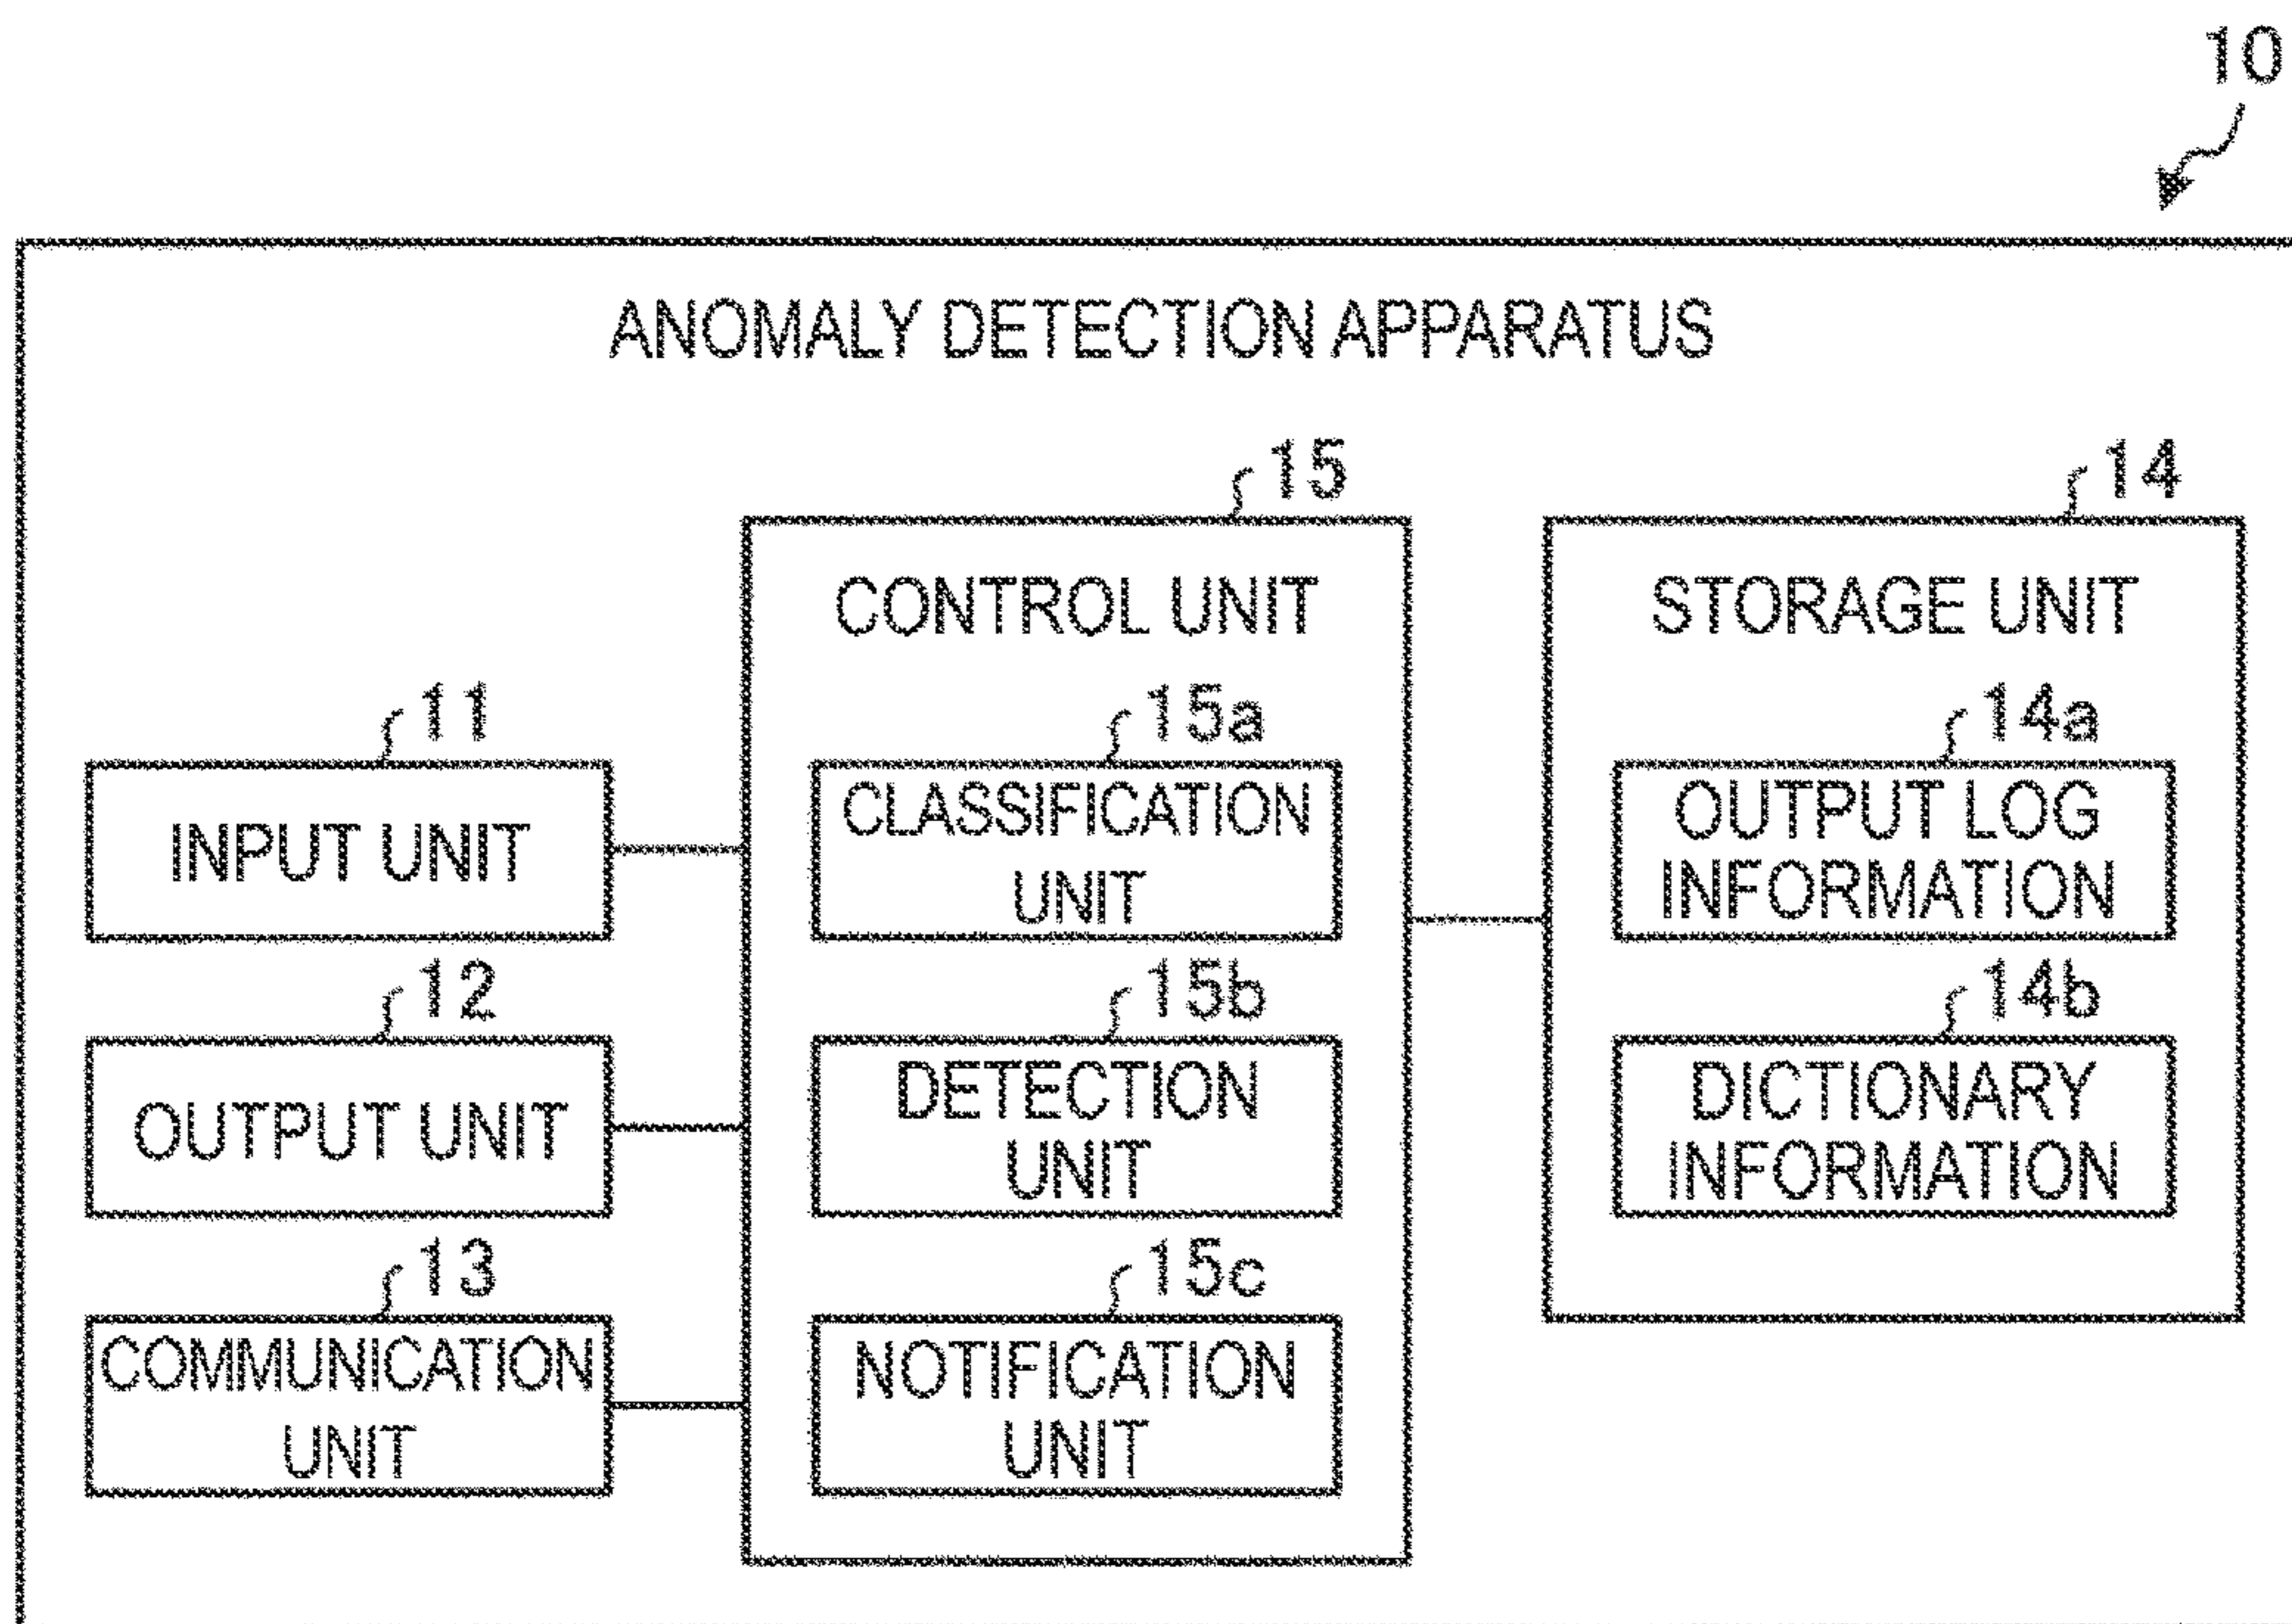 10
ANOMALY DETECTION APPARATUS
15
14
CONTROL UNIT
STORAGE UNIT
11
15a
14a
INPUT UNIT
CLASSIFICATION
UNIT
OUTPUT LOG
INFORMATION
12
15b
14b
OUTPUT UNIT
DETECTION
UNIT
DICTIONARY
INFORMATION
13
15c
COMMUNICATION
UNIT
NOTIFICATION
UNIT